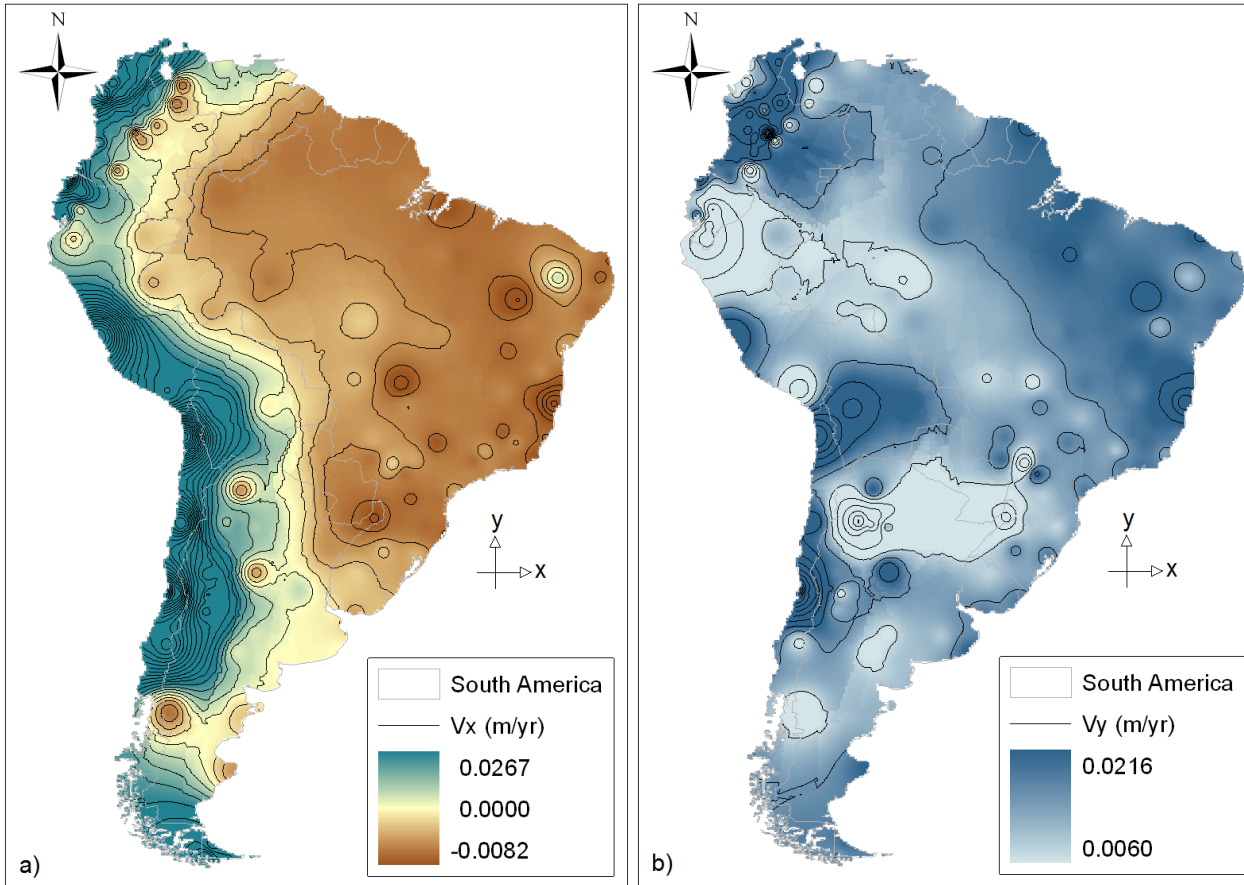 N
y
x
South America
Vx (m/yr)
0.0267
0.0000
-0.0082
a)
N
y
x
South America
Vy (m/yr)
0.0216
0.0060
b)